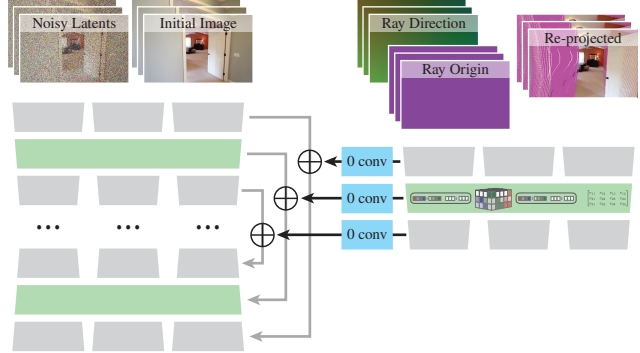 Noisy Latents
Initial Image
Ray Direction
Ray Origin
Re-projected
0 conv
0 conv
0 conv